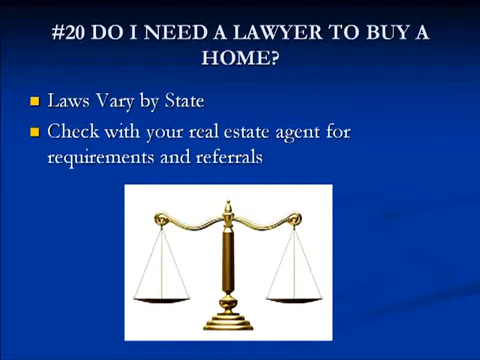 #20 DO I NEED A LAWYER TO BUY A
HOME?
Laws Vary by State
Check with your real estate agent for
requirements and referrals